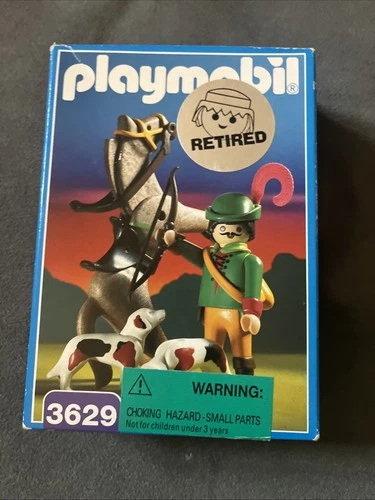 playmobil®
RETIRED
WARNING:
CHOKING HAZARD-SMALL PARTS
Not for children under 3 years
3629